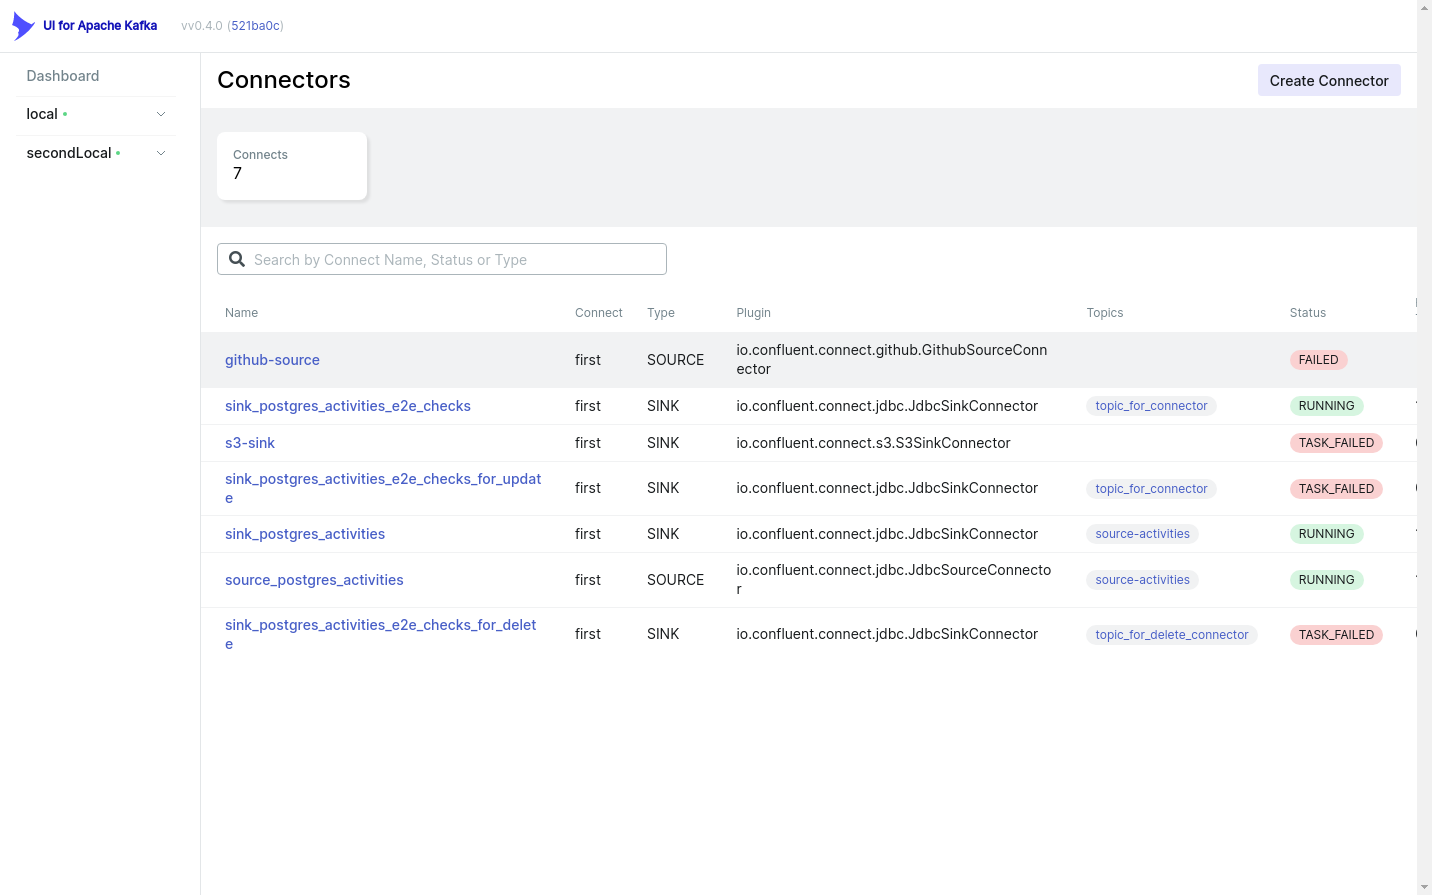 UI for Apache Kafka vv0.4.0 (521ba0c)
Dashboard
local
secondLocal
Connectors
Create Connector
Connects
7
Search by Connect Name, Status or Type
Name Connect Type Plugin Topics Status
github-source first SOURCE io.confluent.connect.github.GithubSourceConn
ector FAILED
sink_postgres_activities_e2e_checks first SINK io.confluent.connect.jdbc.JdbcSinkConnector topic_for_connector RUNNING
s3-sink first SINK io.confluent.connect.s3.S3SinkConnector TASK_FAILED
sink_postgres_activities_e2e_checks_for_updat
e first SINK io.confluent.connect.jdbc.JdbcSinkConnector topic_for_connector TASK_FAILED
sink_postgres_activities first SINK io.confluent.connect.jdbc.JdbcSinkConnector source-activities RUNNING
source_postgres_activities first SOURCE io.confluent.connect.jdbc.JdbcSourceConnecto
r source-activities RUNNING
sink_postgres_activities_e2e_checks_for_delet
e first SINK io.confluent.connect.jdbc.JdbcSinkConnector topic_for_delete_connector TASK_FAILED